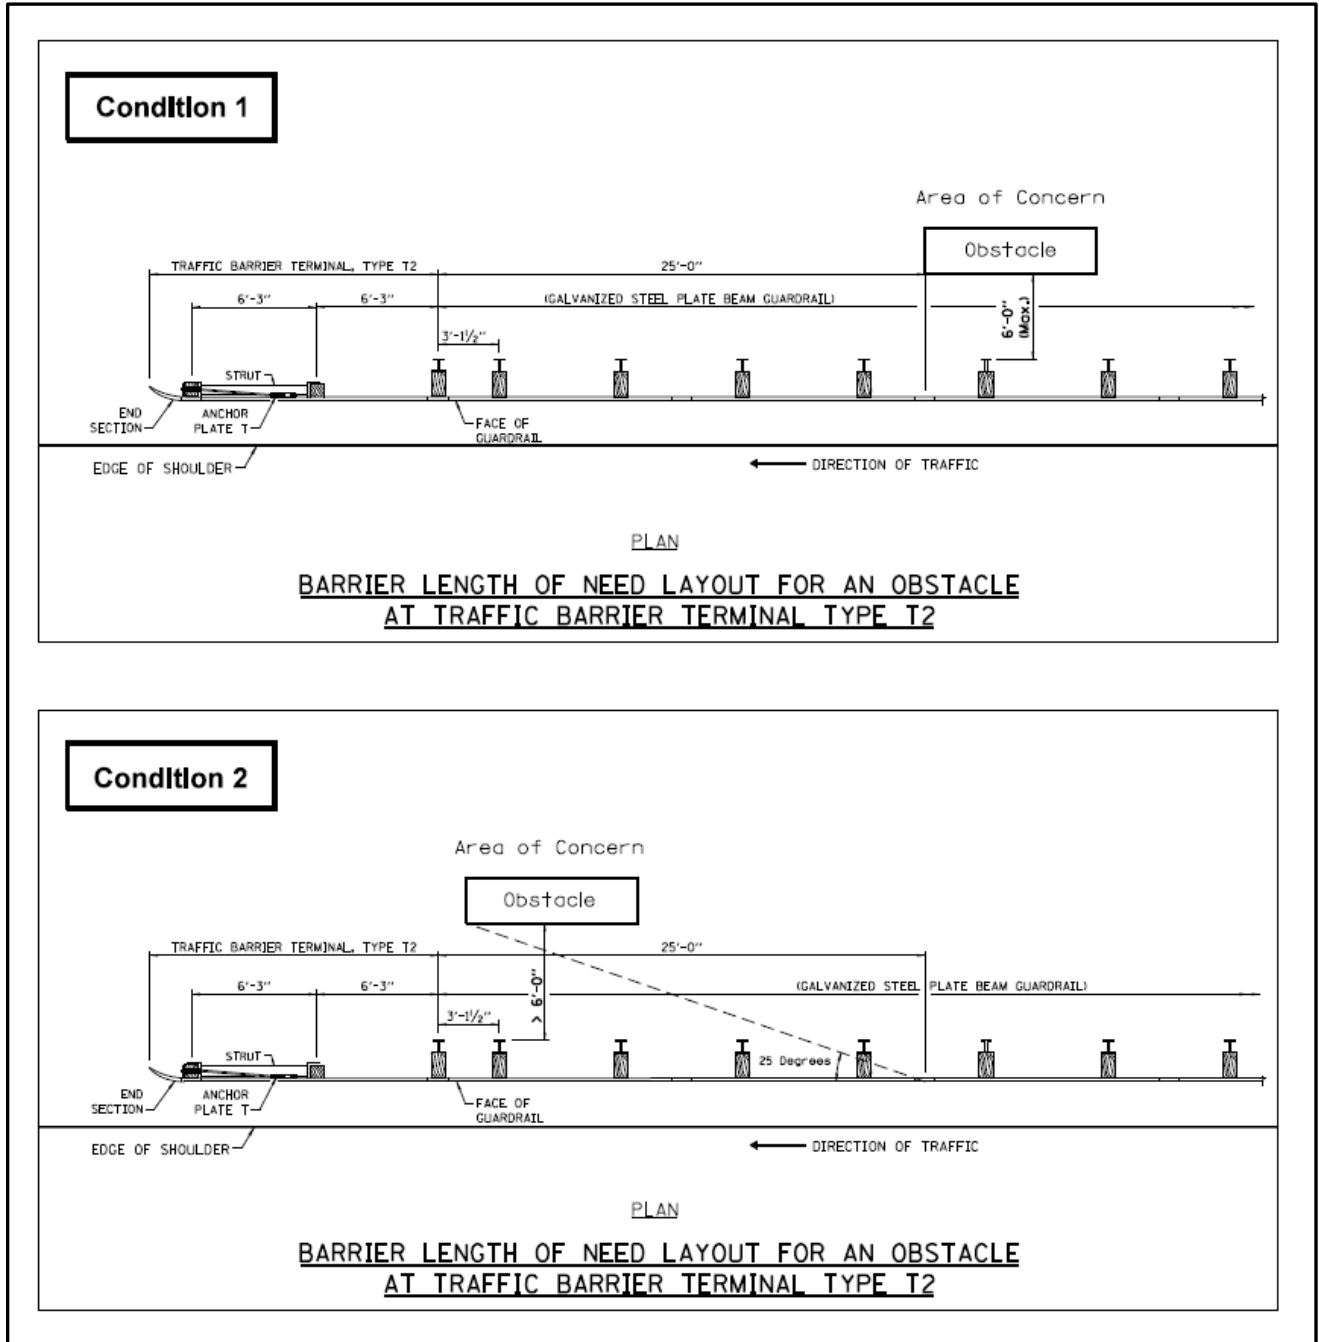 Condition 1
Area of Concern
Obstacle
TRAFFIC BARRIER TERMINAL, TYPE T2
25'-0"
6'-3"
6'-3"
(GALVANIZED STEEL PLATE BEAM GUARDRAIL)
6'-0"
(Max.)
3'-1½"
STRUT
END
SECTION
ANCHOR
PLATE T
FACE OF
GUARDRAIL
EDGE OF SHOULDER
DIRECTION OF TRAFFIC
PLAN
BARRIER LENGTH OF NEED LAYOUT FOR AN OBSTACLE
AT TRAFFIC BARRIER TERMINAL TYPE T2
Condition 2
Area of Concern
Obstacle
TRAFFIC BARRIER TERMINAL, TYPE T2
25'-0"
6'-3"
6'-3"
> 6'-0"
(GALVANIZED STEEL PLATE BEAM GUARDRAIL)
3'-1½"
STRUT
25 Degrees
END
SECTION
ANCHOR
PLATE T
FACE OF
GUARDRAIL
EDGE OF SHOULDER
DIRECTION OF TRAFFIC
PLAN
BARRIER LENGTH OF NEED LAYOUT FOR AN OBSTACLE
AT TRAFFIC BARRIER TERMINAL TYPE T2